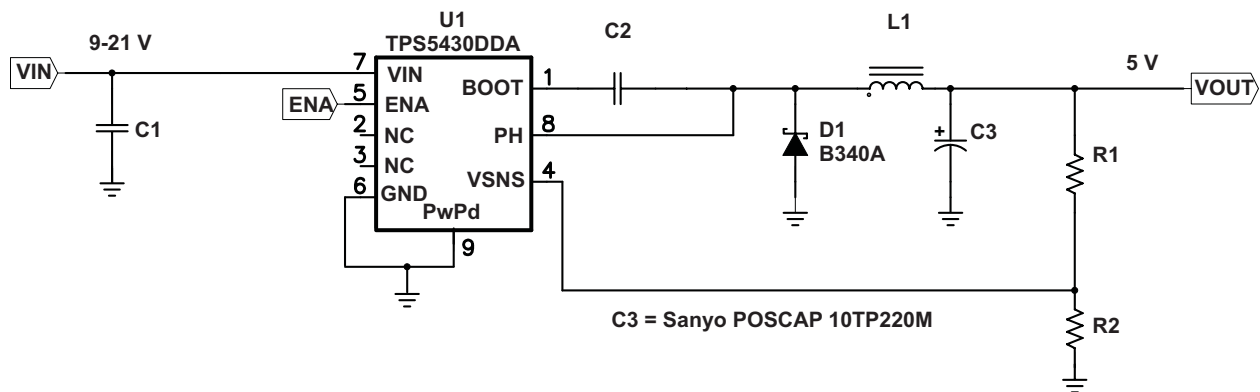 U1
TPS5430DDA
C2
L1
9-21 V
5 V
VIN
7
VIN
BOOT
1
VOUT
ENA
5
ENA
C1
2
NC
PH
8
D1
B340A
+
C3
3
NC
VSNS
4
R1
6
GND
PwPd
9
C3 = Sanyo POSCAP 10TP220M
R2